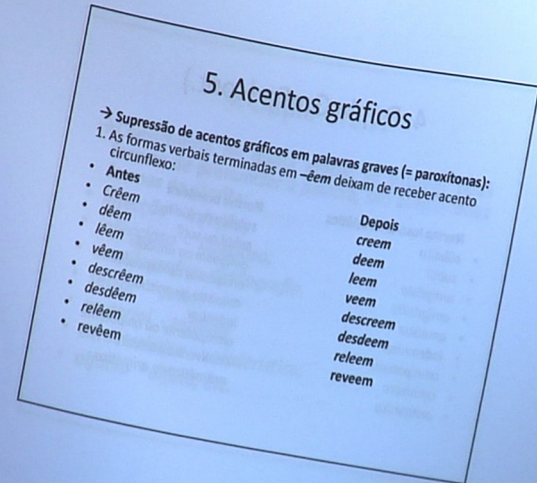 5. Acentos gráficos
→ Supressão de acentos gráficos em palavras graves (= paroxítonas):
1. As formas verbais terminadas em –êem deixam de receber acento
circunflexo:
• Antes Depois
• Crêem creem
• dêem deem
• lêem leem
• vêem veem
• descrêem descreem
• desdêem desdeem
• relêem releem
• revêem reveem